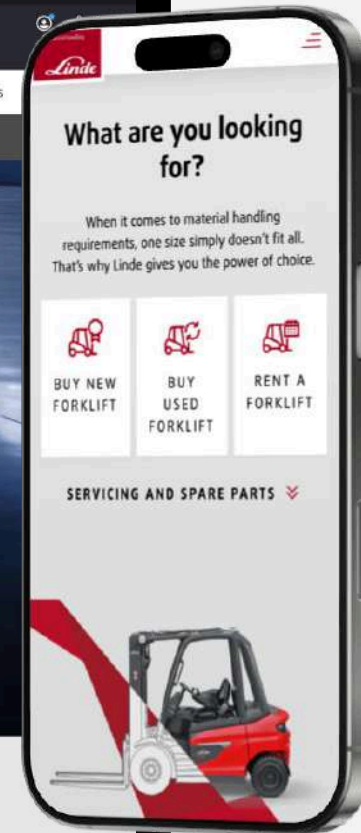 Linde
What are you looking
for?
When it comes to material handling
requirements, one size simply doesn't fit all.
That's why Linde gives you the power of choice.
BUY NEW
FORKLIFT
BUY
USED
FORKLIFT
RENT A
FORKLIFT
SERVICING AND SPARE PARTS